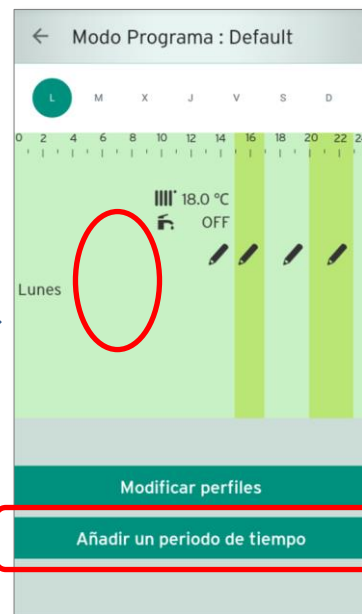 ← Modo Programa : Default
L M X J V S D
0 2 4 6 8 10 12 14 16 18 20 22 24
18.0 °C
OFF
Lunes
Modificar perfiles
Añadir un periodo de tiempo